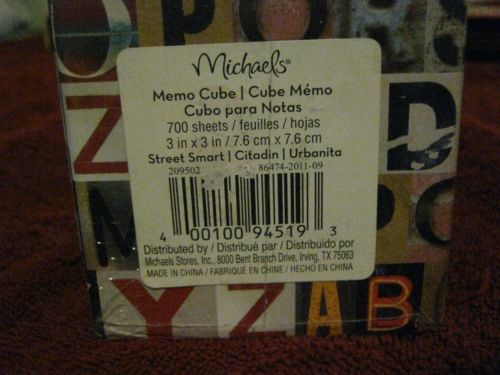 O P O S
Z
D
M P O
Y Z A B
Michaels®
Memo Cube | Cube Mémo
Cubo para Notas
700 sheets / feuilles / hojas
3 in x 3 in / 7.6 cm x 7.6 cm
Street Smart | Citadin | Urbanita
209502 86474-2011-09
4 00100 94519 3
Distributed by / Distribué par / Distribuido por
Michaels Stores, Inc., 8000 Bent Branch Drive, Irving, TX 75063
MADE IN CHINA / FABRIQUÉ EN CHINE / HECHO EN CHINA